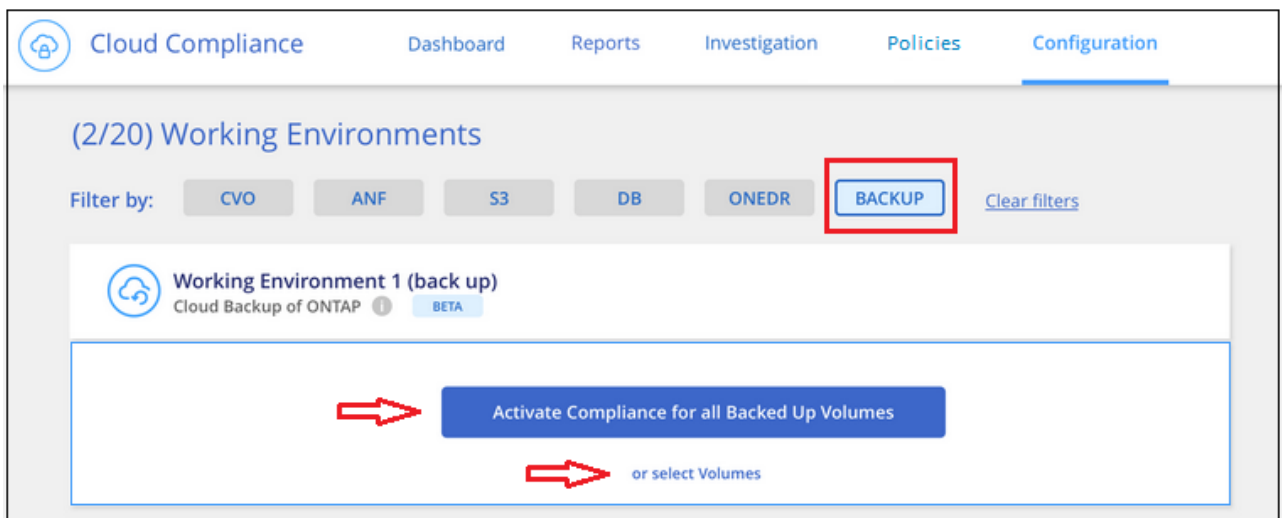 Cloud Compliance Dashboard Reports Investigation Policies Configuration
(2/20) Working Environments
Filter by: CVO ANF S3 DB ONEDR BACKUP Clear filters
Working Environment 1 (back up)
Cloud Backup of ONTAP i BETA
Activate Compliance for all Backed Up Volumes
or select Volumes